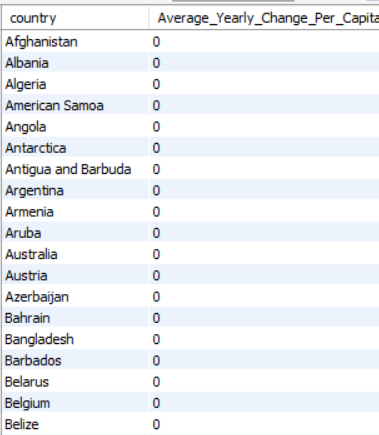 country Average_Yearly_Change_Per_Capita
Afghanistan 0
Albania 0
Algeria 0
American Samoa 0
Angola 0
Antarctica 0
Antigua and Barbuda 0
Argentina 0
Armenia 0
Aruba 0
Australia 0
Austria 0
Azerbaijan 0
Bahrain 0
Bangladesh 0
Barbados 0
Belarus 0
Belgium 0
Belize 0